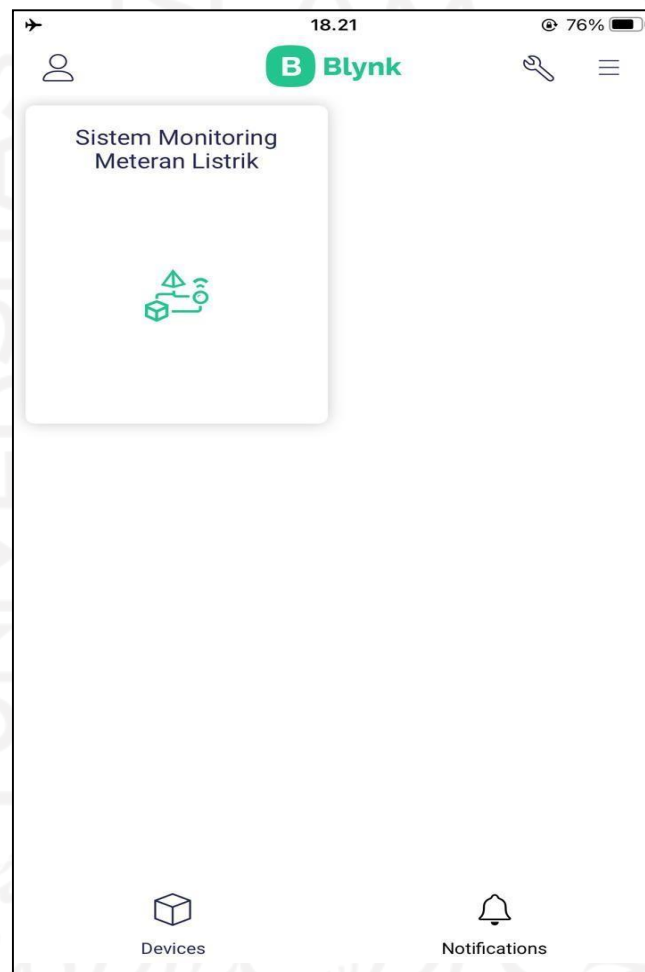 18.21
76%
B Blynk
Sistem Monitoring
Meteran Listrik
Devices
Notifications